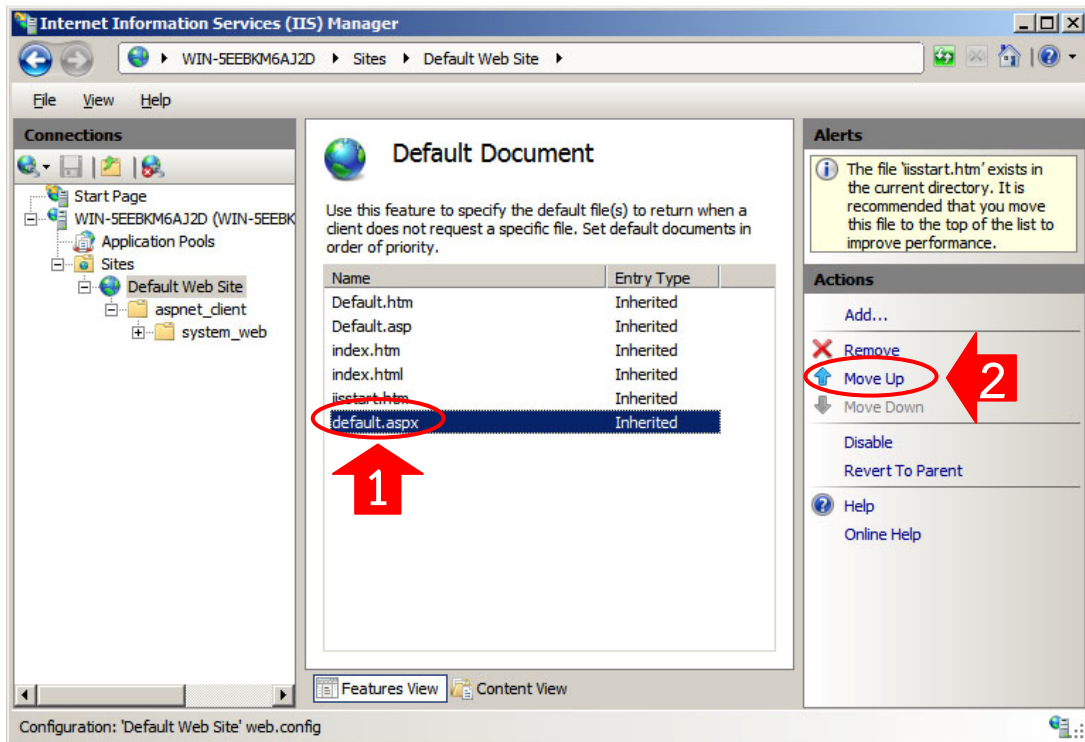 Internet Information Services (IIS) Manager
WIN-5EEBKM6AJ2D Sites Default Web Site
File View Help
Connections
Start Page
WIN-5EEBKM6AJ2D (WIN-5EEBK
Application Pools
Sites
Default Web Site
aspnet_client
system_web
Default Document
Use this feature to specify the default file(s) to return when a
client does not request a specific file. Set default documents in
order of priority.
Name Entry Type
Default.htm Inherited
Default.asp Inherited
index.htm Inherited
index.html Inherited
iisstart.htm Inherited
default.aspx Inherited
1
Features View Content View
Alerts
The file 'iisstart.htm' exists in
the current directory. It is
recommended that you move
this file to the top of the list to
improve performance.
Actions
Add...
Remove
Move Up
2
Move Down
Disable
Revert To Parent
Help
Online Help
Configuration: 'Default Web Site' web.config